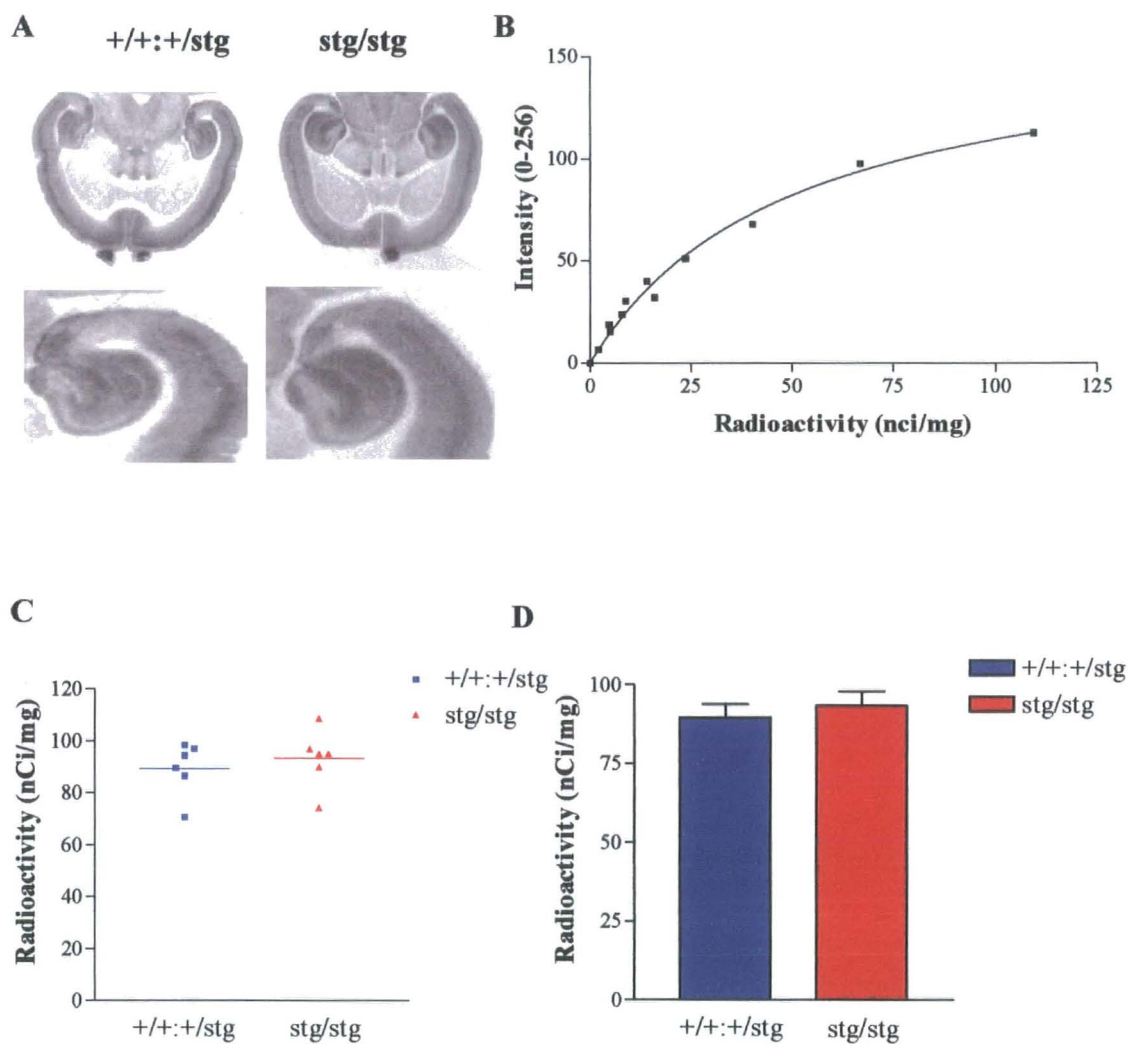 A
+/+:+/stg
stg/stg
B
150
100
50
0
Intensity (0-256)
0
25
50
75
100
125
Radioactivity (nci/mg)
C
+/+:+/stg
stg/stg
120
100
80
60
40
20
0
Radioactivity (nCi/mg)
+/+:+/stg
stg/stg
D
+/+:+/stg
stg/stg
100
75
50
25
0
Radioactivity (nCi/mg)
+/+:+/stg
stg/stg